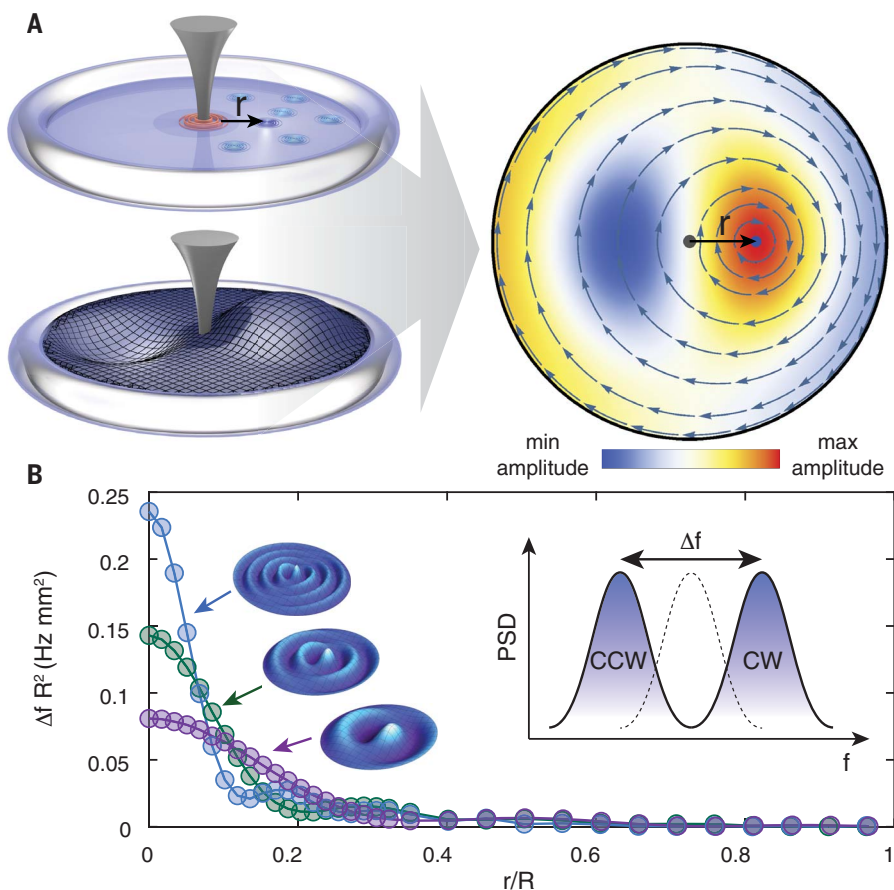 A
r
r
min
amplitude
max
amplitude
B
0.25
0.2
0.15
0.1
0.05
0
Δf R² (Hz mm²)
Δf
PSD
CCW
CW
f
0
0.2
0.4
0.6
0.8
1
r/R